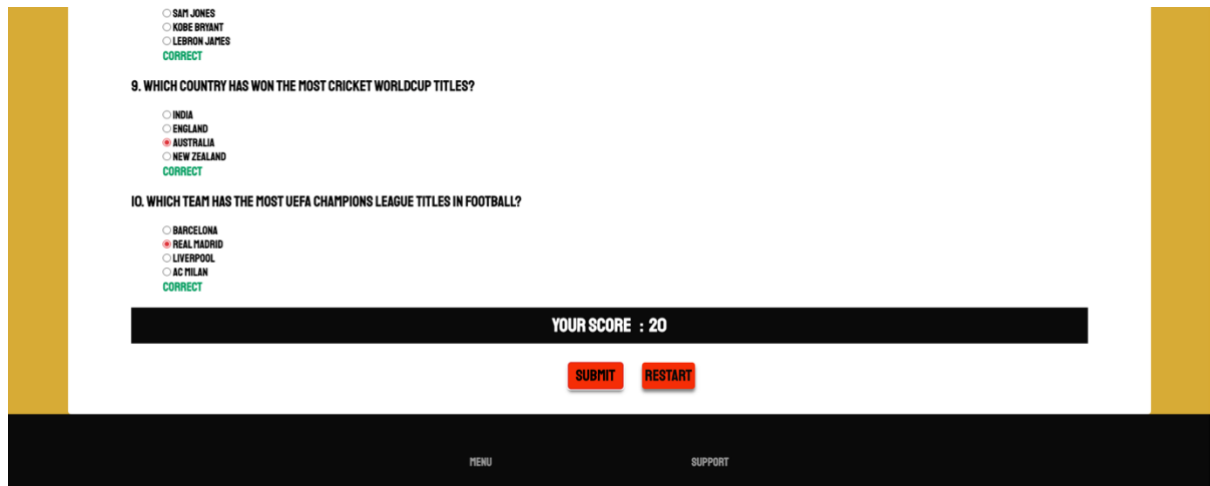 SAM JONES
KOBE BRYANT
LEBRON JAMES
CORRECT
9. WHICH COUNTRY HAS WON THE MOST CRICKET WORLDCUP TITLES?
INDIA
ENGLAND
AUSTRALIA
NEW ZEALAND
CORRECT
10. WHICH TEAM HAS THE MOST UEFA CHAMPIONS LEAGUE TITLES IN FOOTBALL?
BARCELONA
REAL MADRID
LIVERPOOL
AC MILAN
CORRECT
YOUR SCORE : 20
SUBMIT RESTART
MENU SUPPORT